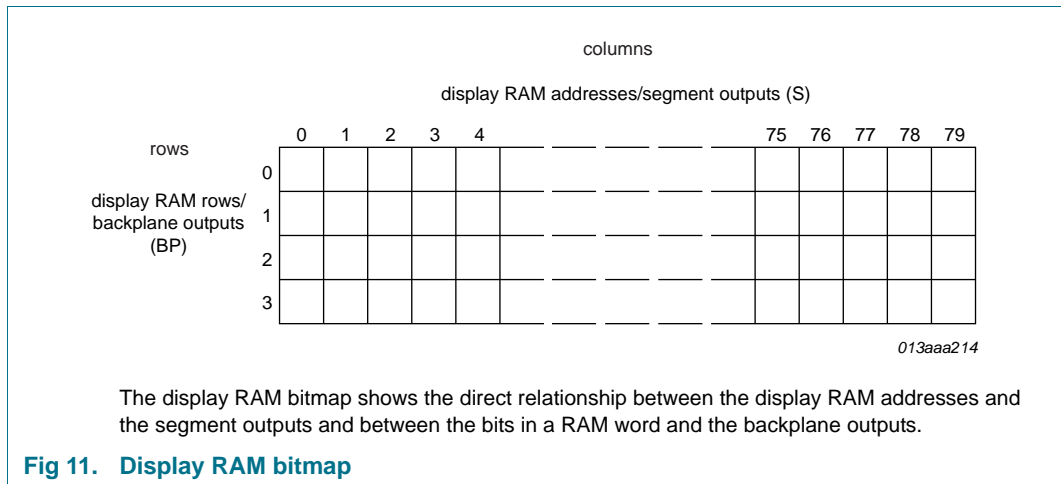 columns
display RAM addresses/segment outputs (S)
0 1 2 3 4 75 76 77 78 79
rows
0
display RAM rows/
backplane outputs
(BP)
1
2
3
013aaa214
The display RAM bitmap shows the direct relationship between the display RAM addresses and
the segment outputs and between the bits in a RAM word and the backplane outputs.
Fig 11. Display RAM bitmap